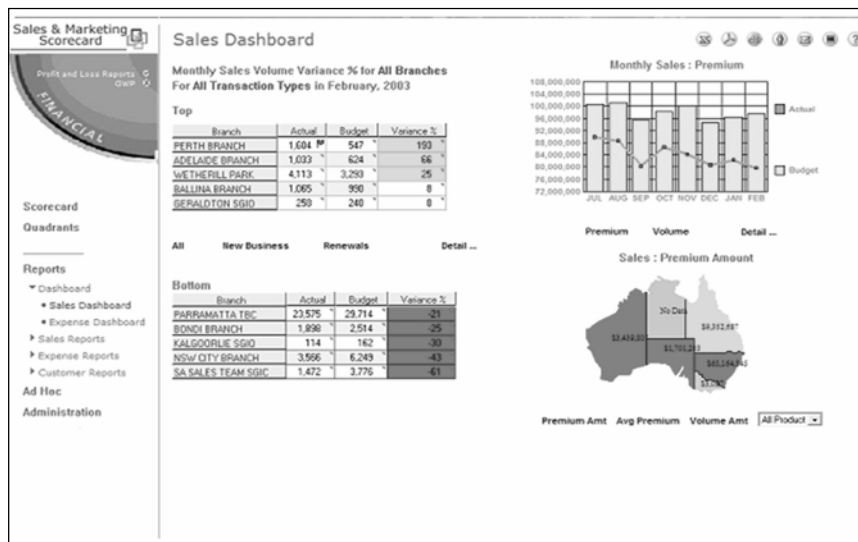 Sales & Marketing
Scorecard
Profit and Loss Reports
GWP
FINANCIAL
Scorecard
Quadrants
Reports
Dashboard
Sales Dashboard
Expense Dashboard
Sales Reports
Expense Reports
Customer Reports
Ad Hoc
Administration
Sales Dashboard
Monthly Sales Volume Variance % for All Branches
For All Transaction Types in February, 2003
Top
Branch Actual Budget Variance %
PERTH BRANCH 1,604 547 193
ADELAIDE BRANCH 1,033 624 66
WETHERILL PARK 4,113 3,293 25
BALLINA BRANCH 1,065 990 8
GERALDTON SGIO 240
All New Business Renewals Detail ...
Bottom
Branch Actual Budget Variance %
PARRAMATTA TBC 23,575 29,714 -21
BONDI BRANCH 1,898 2,514 -25
KALGOORLIE SGIO 114 162 -30
NSW CITY BRANCH 3,566 6,249 -43
SA SALES TEAM SGIC 1,472 3,776 -61
Monthly Sales : Premium
108,000,000
104,000,000
100,000,000
96,000,000
92,000,000
88,000,000
84,000,000
80,000,000
76,000,000
72,000,000
JUL AUG SEP OCT NOV DEC JAN FEB
Actual
Budget
Premium Volume Detail ...
Sales : Premium Amount
No Data
Premium Amt Avg Premium Volume Amt All Product